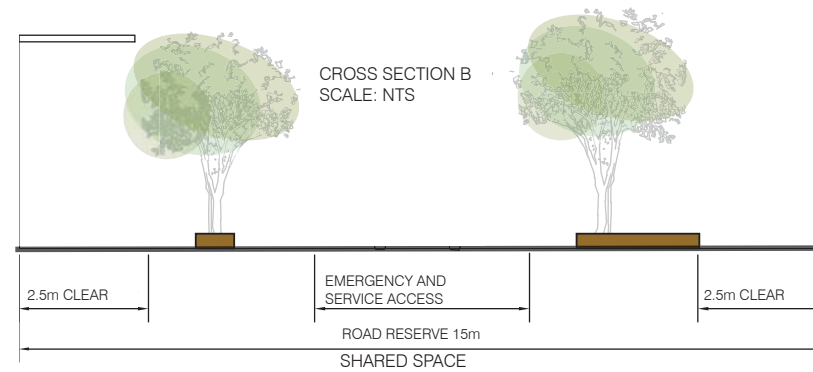 CROSS SECTION B
SCALE: NTS
2.5m CLEAR
EMERGENCY AND
SERVICE ACCESS
2.5m CLEAR
ROAD RESERVE 15m
SHARED SPACE